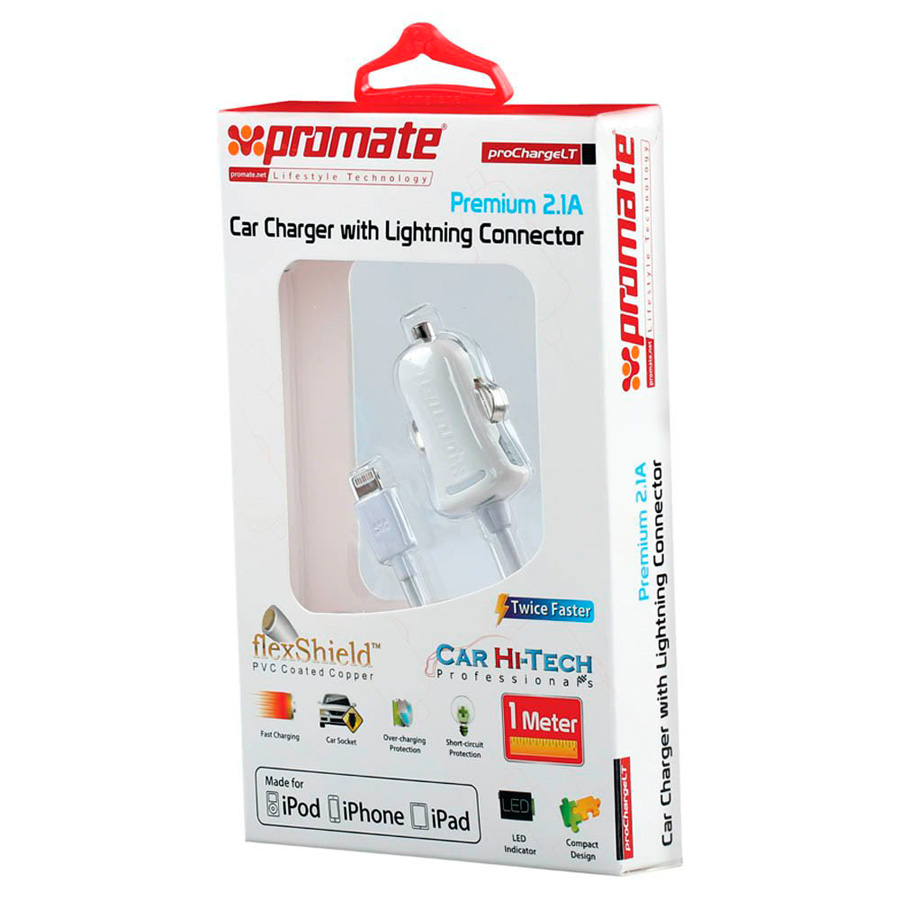 promate®
promate.net Lifestyle Technology
proChargeLT
Premium 2.1A
Car Charger with Lightning Connector
promate
Twice Faster
flexShield™
PVC Coated Copper
CAR HI-TECH
Professionals
Fast Charging
Car Socket
Over-charging
Protection
Short-circuit
Protection
1 Meter
Made for
iPod iPhone iPad
LED
LED
Indicator
Compact
Design
promate
promate.net Lifestyle Technology
Premium 2.1A
Car Charger with Lightning Connector
proChargeLT